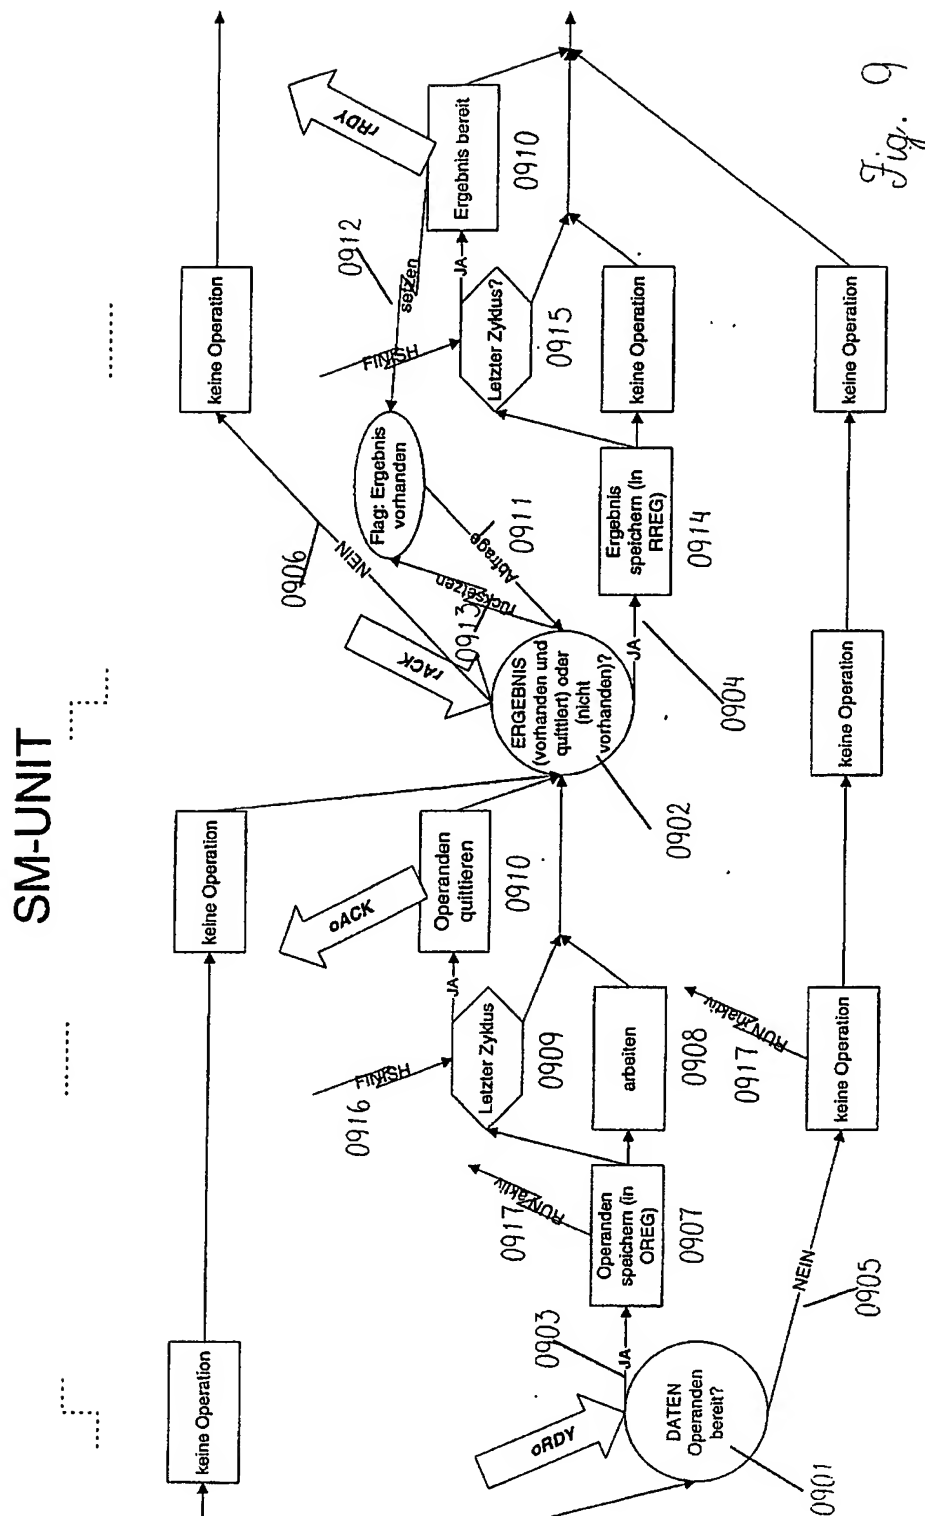 SM-UNIT
keine Operation
keine Operation
keine Operation
rRDY
oACK
rACK
oRDY
0906
NEIN
0912
setzen
Flag: Ergebnis
vorhanden
Abfrage
0911
rücksetzen
0913
FINISH
Letzter Zyklus?
0915
JA
Ergebnis bereit
0910
0916
FINISH
Letzter Zyklus
0909
JA
Operanden
quittieren
0910
ERGEBNIS
(vorhanden und
quittiert) oder
(nicht
vorhanden)?
0902
JA
0904
Ergebnis
speichern (in
RREG)
0914
keine Operation
DATEN
Operanden
bereit?
0901
JA
0903
Operanden
speichern (in
OREG)
0907
RUN aktiv
0917
arbeiten
0908
NEIN
0905
keine Operation
RUN inaktiv
0917
keine Operation
keine Operation
Fig. 9